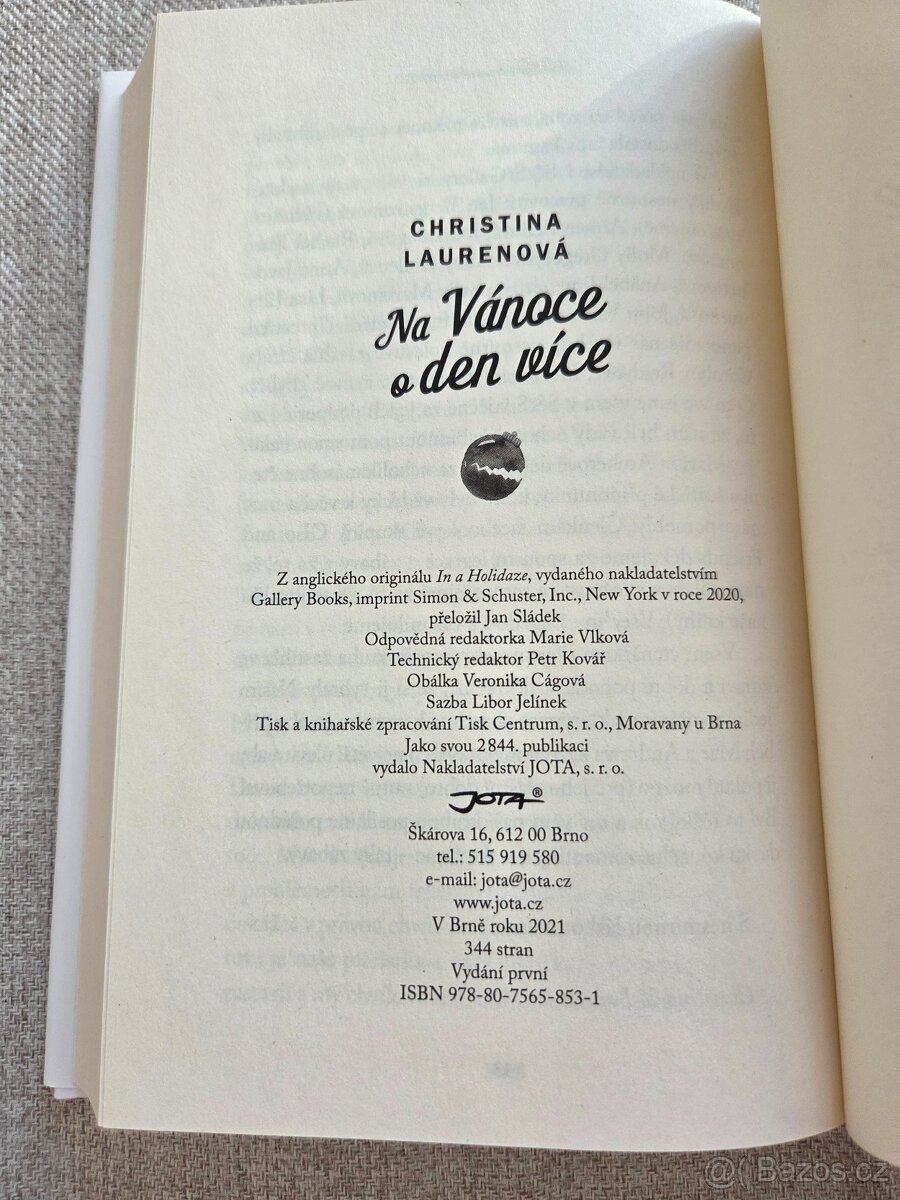 CHRISTINA
LAURENOVÁ
Na Vánoce
o den více
Z anglického originálu In a Holidaze, vydaného nakladatelstvím
Gallery Books, imprint Simon & Schuster, Inc., New York v roce 2020,
přeložil Jan Sládek
Odpovědná redaktorka Marie Vlková
Technický redaktor Petr Kovář
Obálka Veronika Cágová
Sazba Libor Jelínek
Tisk a knihařské zpracování Tisk Centrum, s. r. o., Moravany u Brna
Jako svou 2 844. publikaci
vydalo Nakladatelství JOTA, s. r. o.
JOTA®
Škárova 16, 612 00 Brno
tel.: 515 919 580
e-mail: jota@jota.cz
www.jota.cz
V Brně roku 2021
344 stran
Vydání první
ISBN 978-80-7565-853-1
@ Bazos.cz